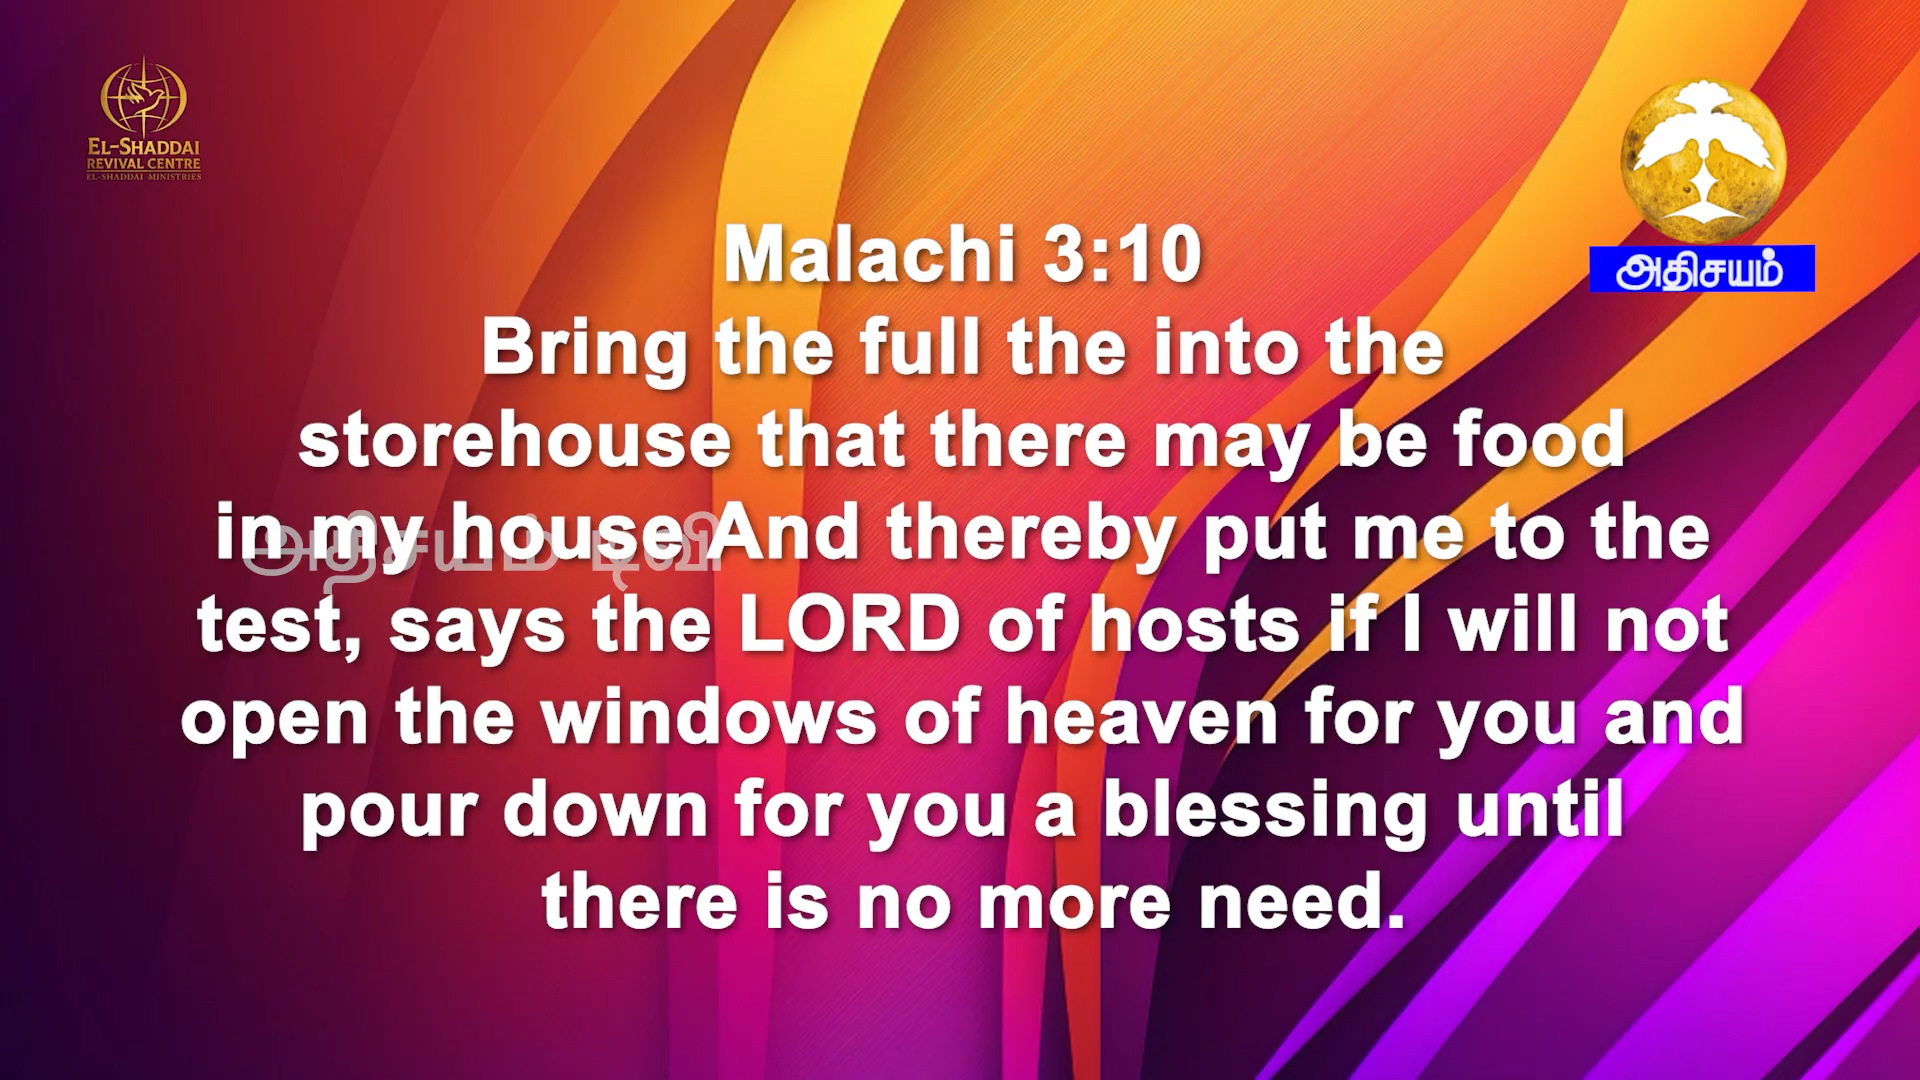 EL-SHADDAI
REVIVAL CENTRE
EL-SHADDAI MINISTRIES
அதிசயம்
Malachi 3:10
Bring the full the into the
storehouse that there may be food
in my house And thereby put me to the
அதிசயம் டிவி
test, says the LORD of hosts if I will not
open the windows of heaven for you and
pour down for you a blessing until
there is no more need.